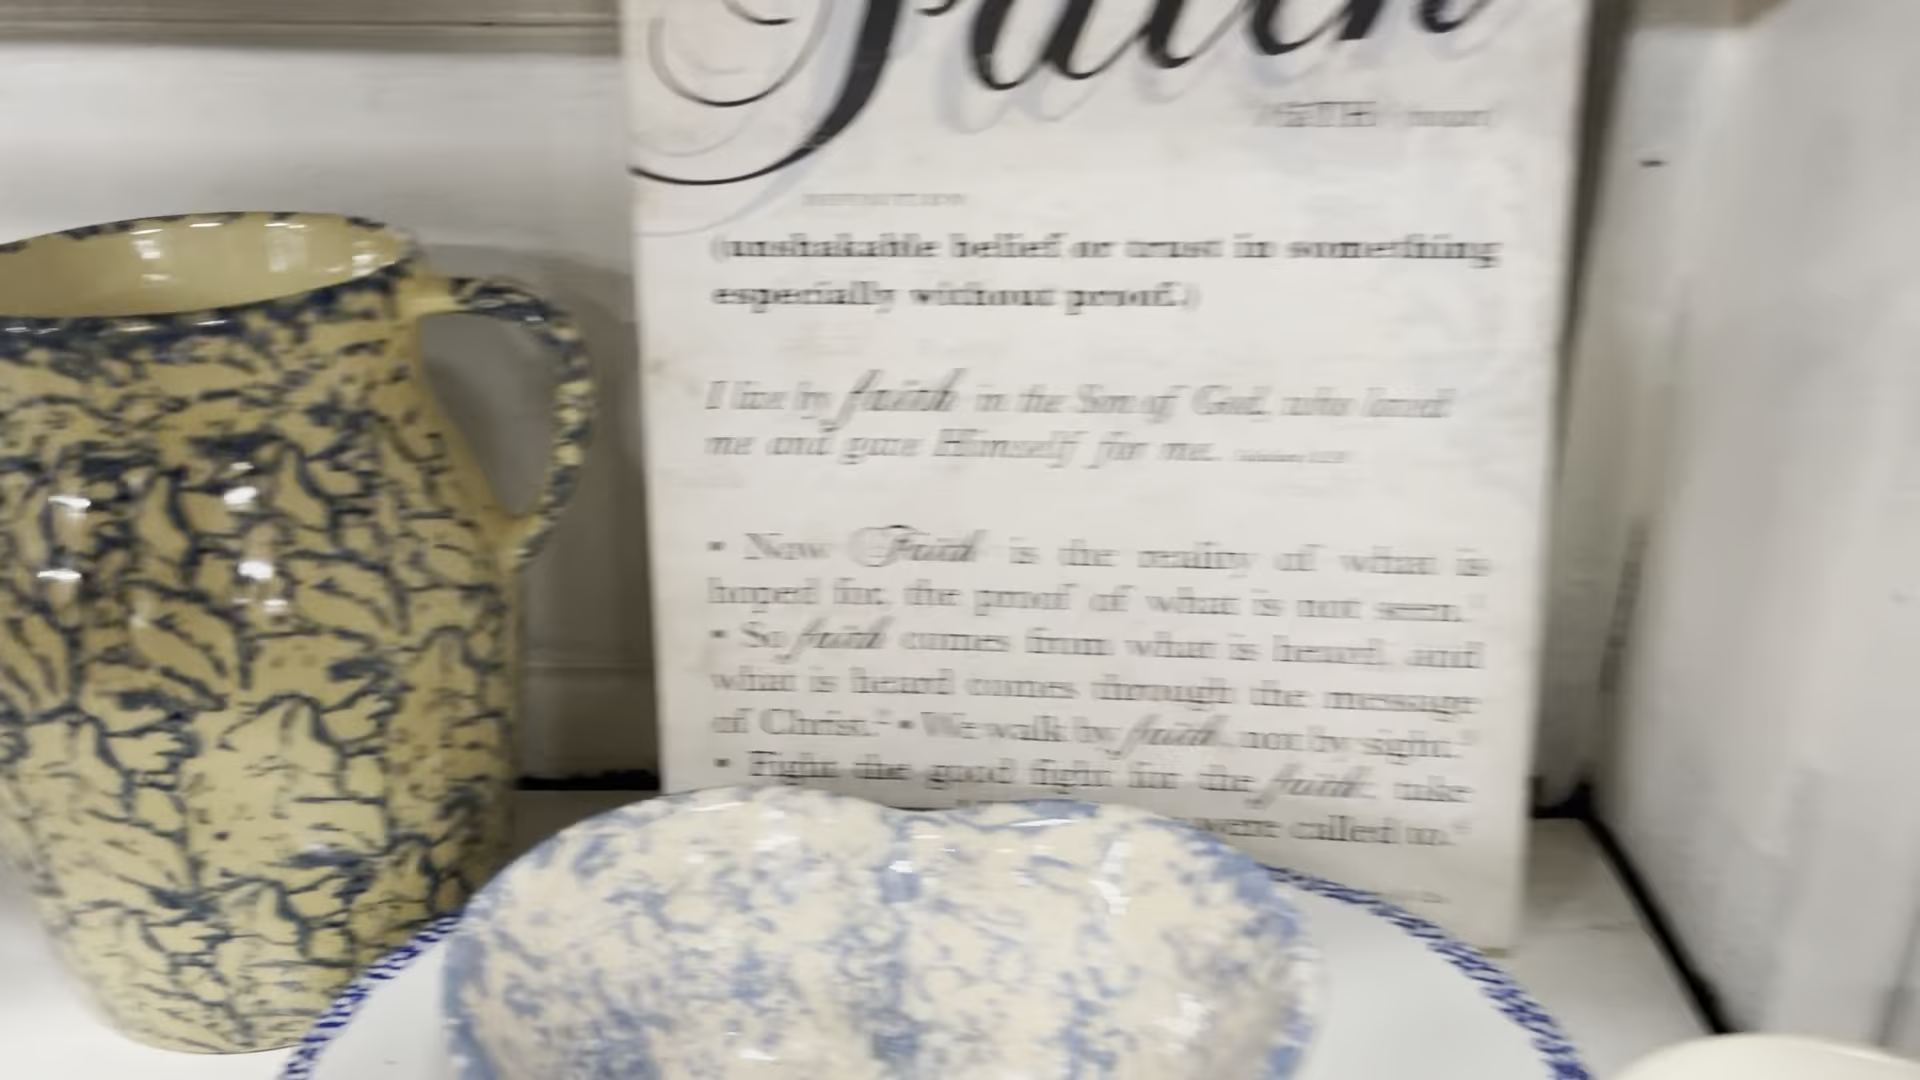 Faith
(unshakable belief or trust in something
especially without proof.)
I live by faith in the Son of God, who loved
me and gave Himself for me.
• Now Faith is the reality of what is
hoped for, the proof of what is not seen.
• So faith comes from what is heard, and
what is heard comes through the message
of Christ. • We walk by faith, not by sight.
• Fight the good fight for the faith; take
were called to.